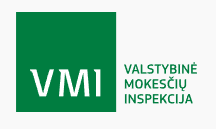 VMI
VALSTYBINĖ
MOKESČIŲ
INSPEKCIJA